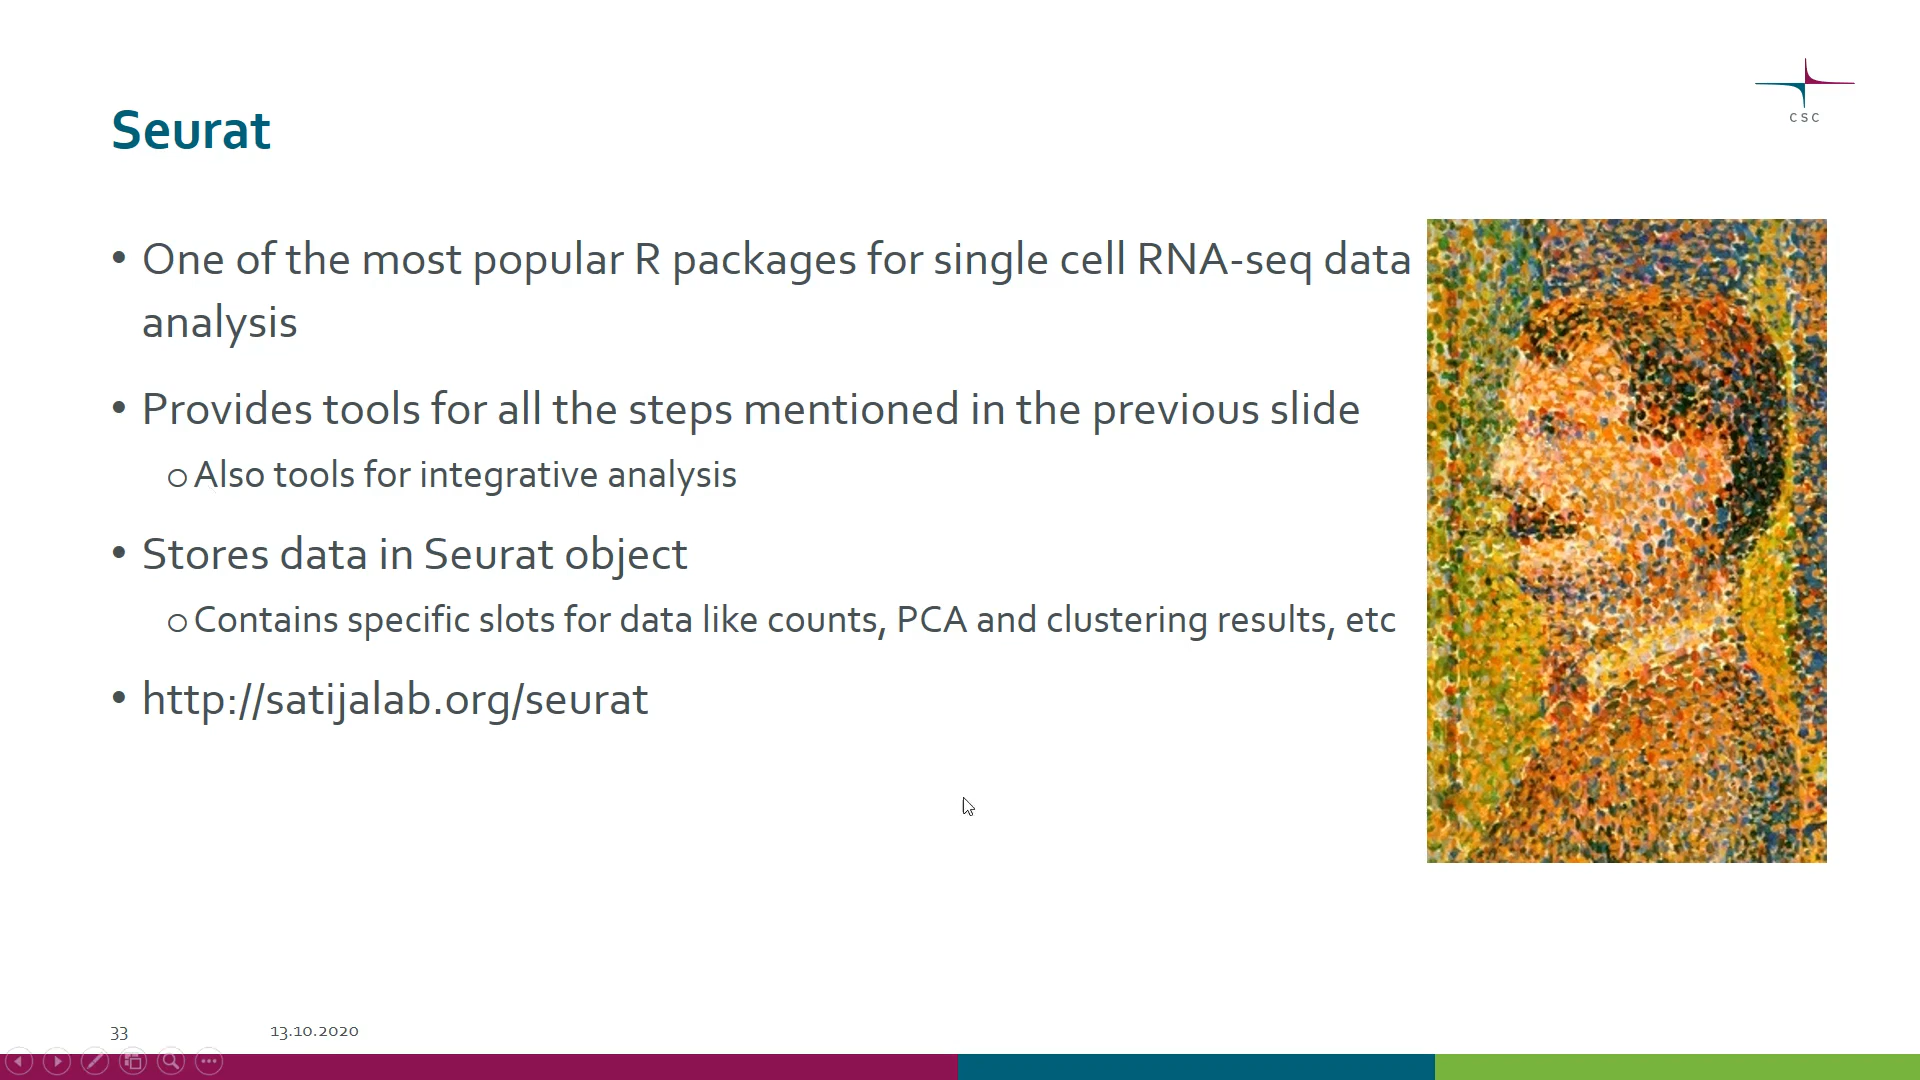 CSC
Seurat
• One of the most popular R packages for single cell RNA-seq data
analysis
• Provides tools for all the steps mentioned in the previous slide
o Also tools for integrative analysis
• Stores data in Seurat object
o Contains specific slots for data like counts, PCA and clustering results, etc
• http://satijalab.org/seurat
33 13.10.2020